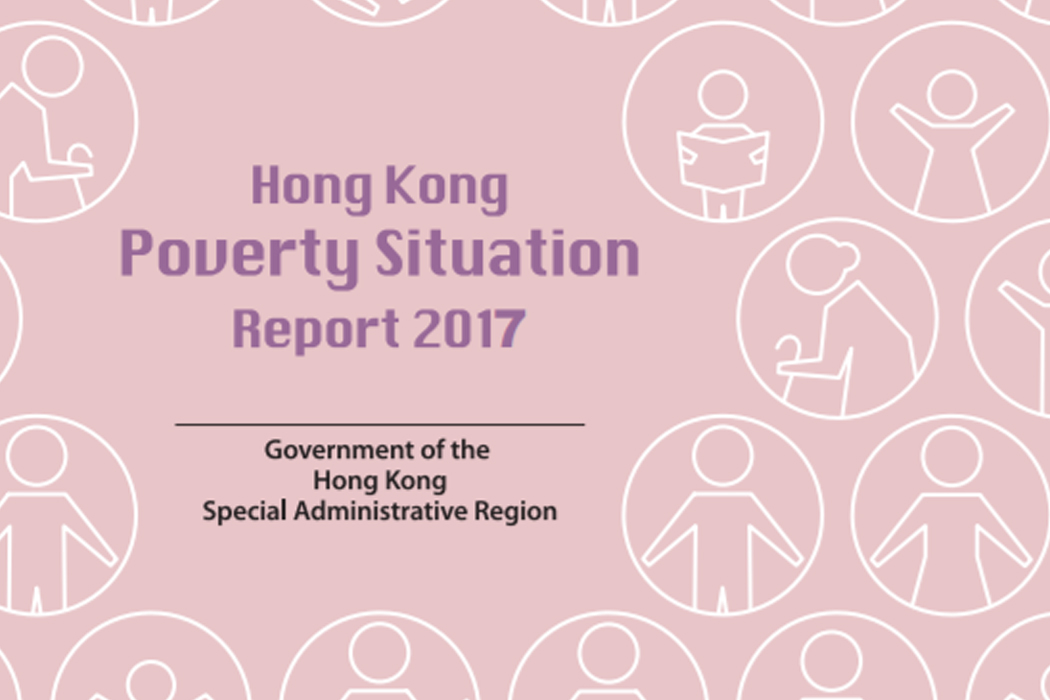 Hong Kong
Poverty Situation
Report 2017
Government of the
Hong Kong
Special Administrative Region